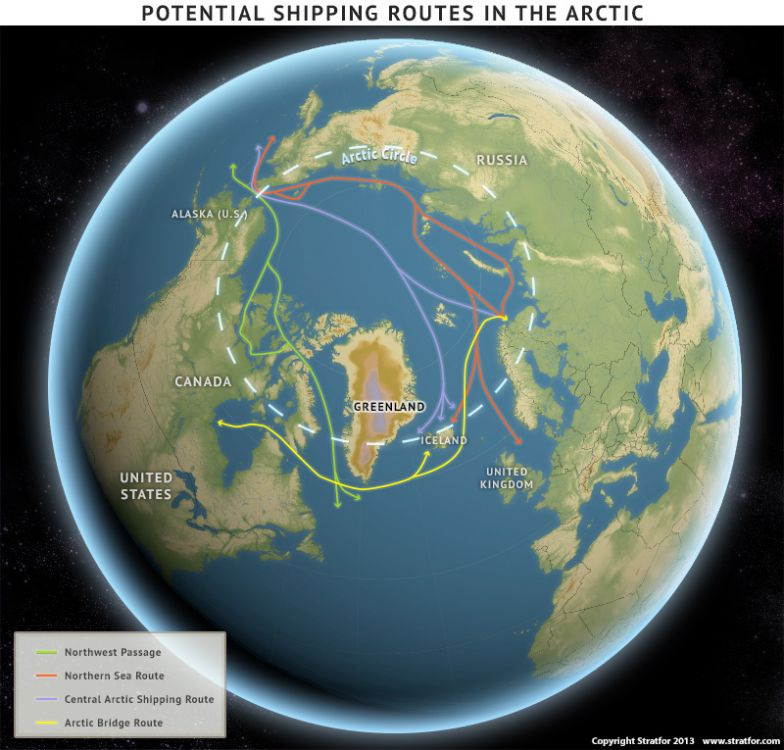 POTENTIAL SHIPPING ROUTES IN THE ARCTIC
Arctic Circle
RUSSIA
ALASKA (U.S.)
CANADA
GREENLAND
ICELAND
UNITED
STATES
UNITED
KINGDOM
Northwest Passage
Northern Sea Route
Central Arctic Shipping Route
Arctic Bridge Route
Copyright Stratfor 2013 www.stratfor.com